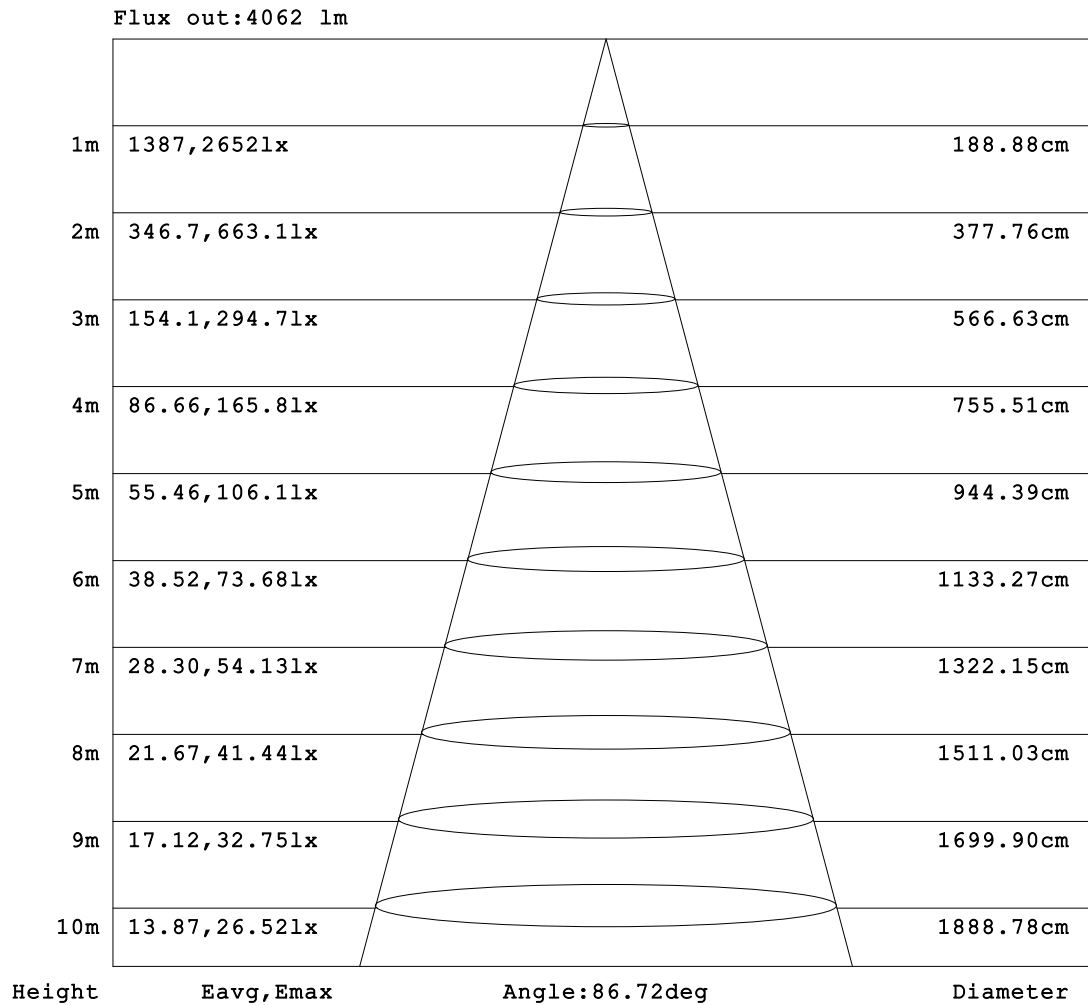 Flux out:4062 lm
1m 1387,2652lx 188.88cm
2m 346.7,663.1lx 377.76cm
3m 154.1,294.7lx 566.63cm
4m 86.66,165.8lx 755.51cm
5m 55.46,106.1lx 944.39cm
6m 38.52,73.68lx 1133.27cm
7m 28.30,54.13lx 1322.15cm
8m 21.67,41.44lx 1511.03cm
9m 17.12,32.75lx 1699.90cm
10m 13.87,26.52lx 1888.78cm
Height Eavg,Emax Angle:86.72deg Diameter